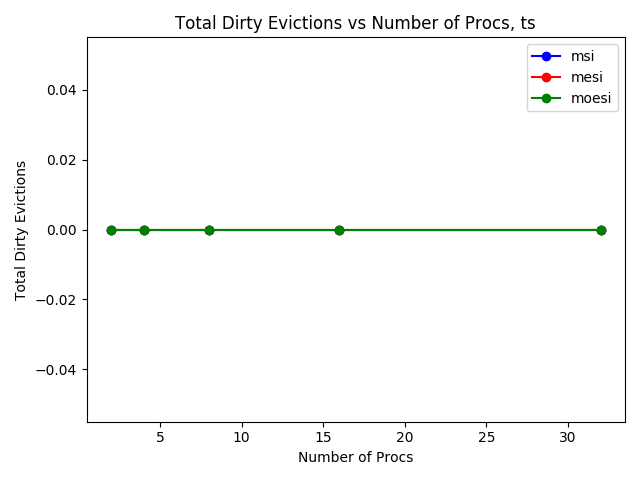 Total Dirty Evictions vs Number of Procs, ts
msi
mesi
moesi
0.04
0.02
0.00
−0.02
−0.04
Total Dirty Evictions
5 10 15 20 25 30
Number of Procs